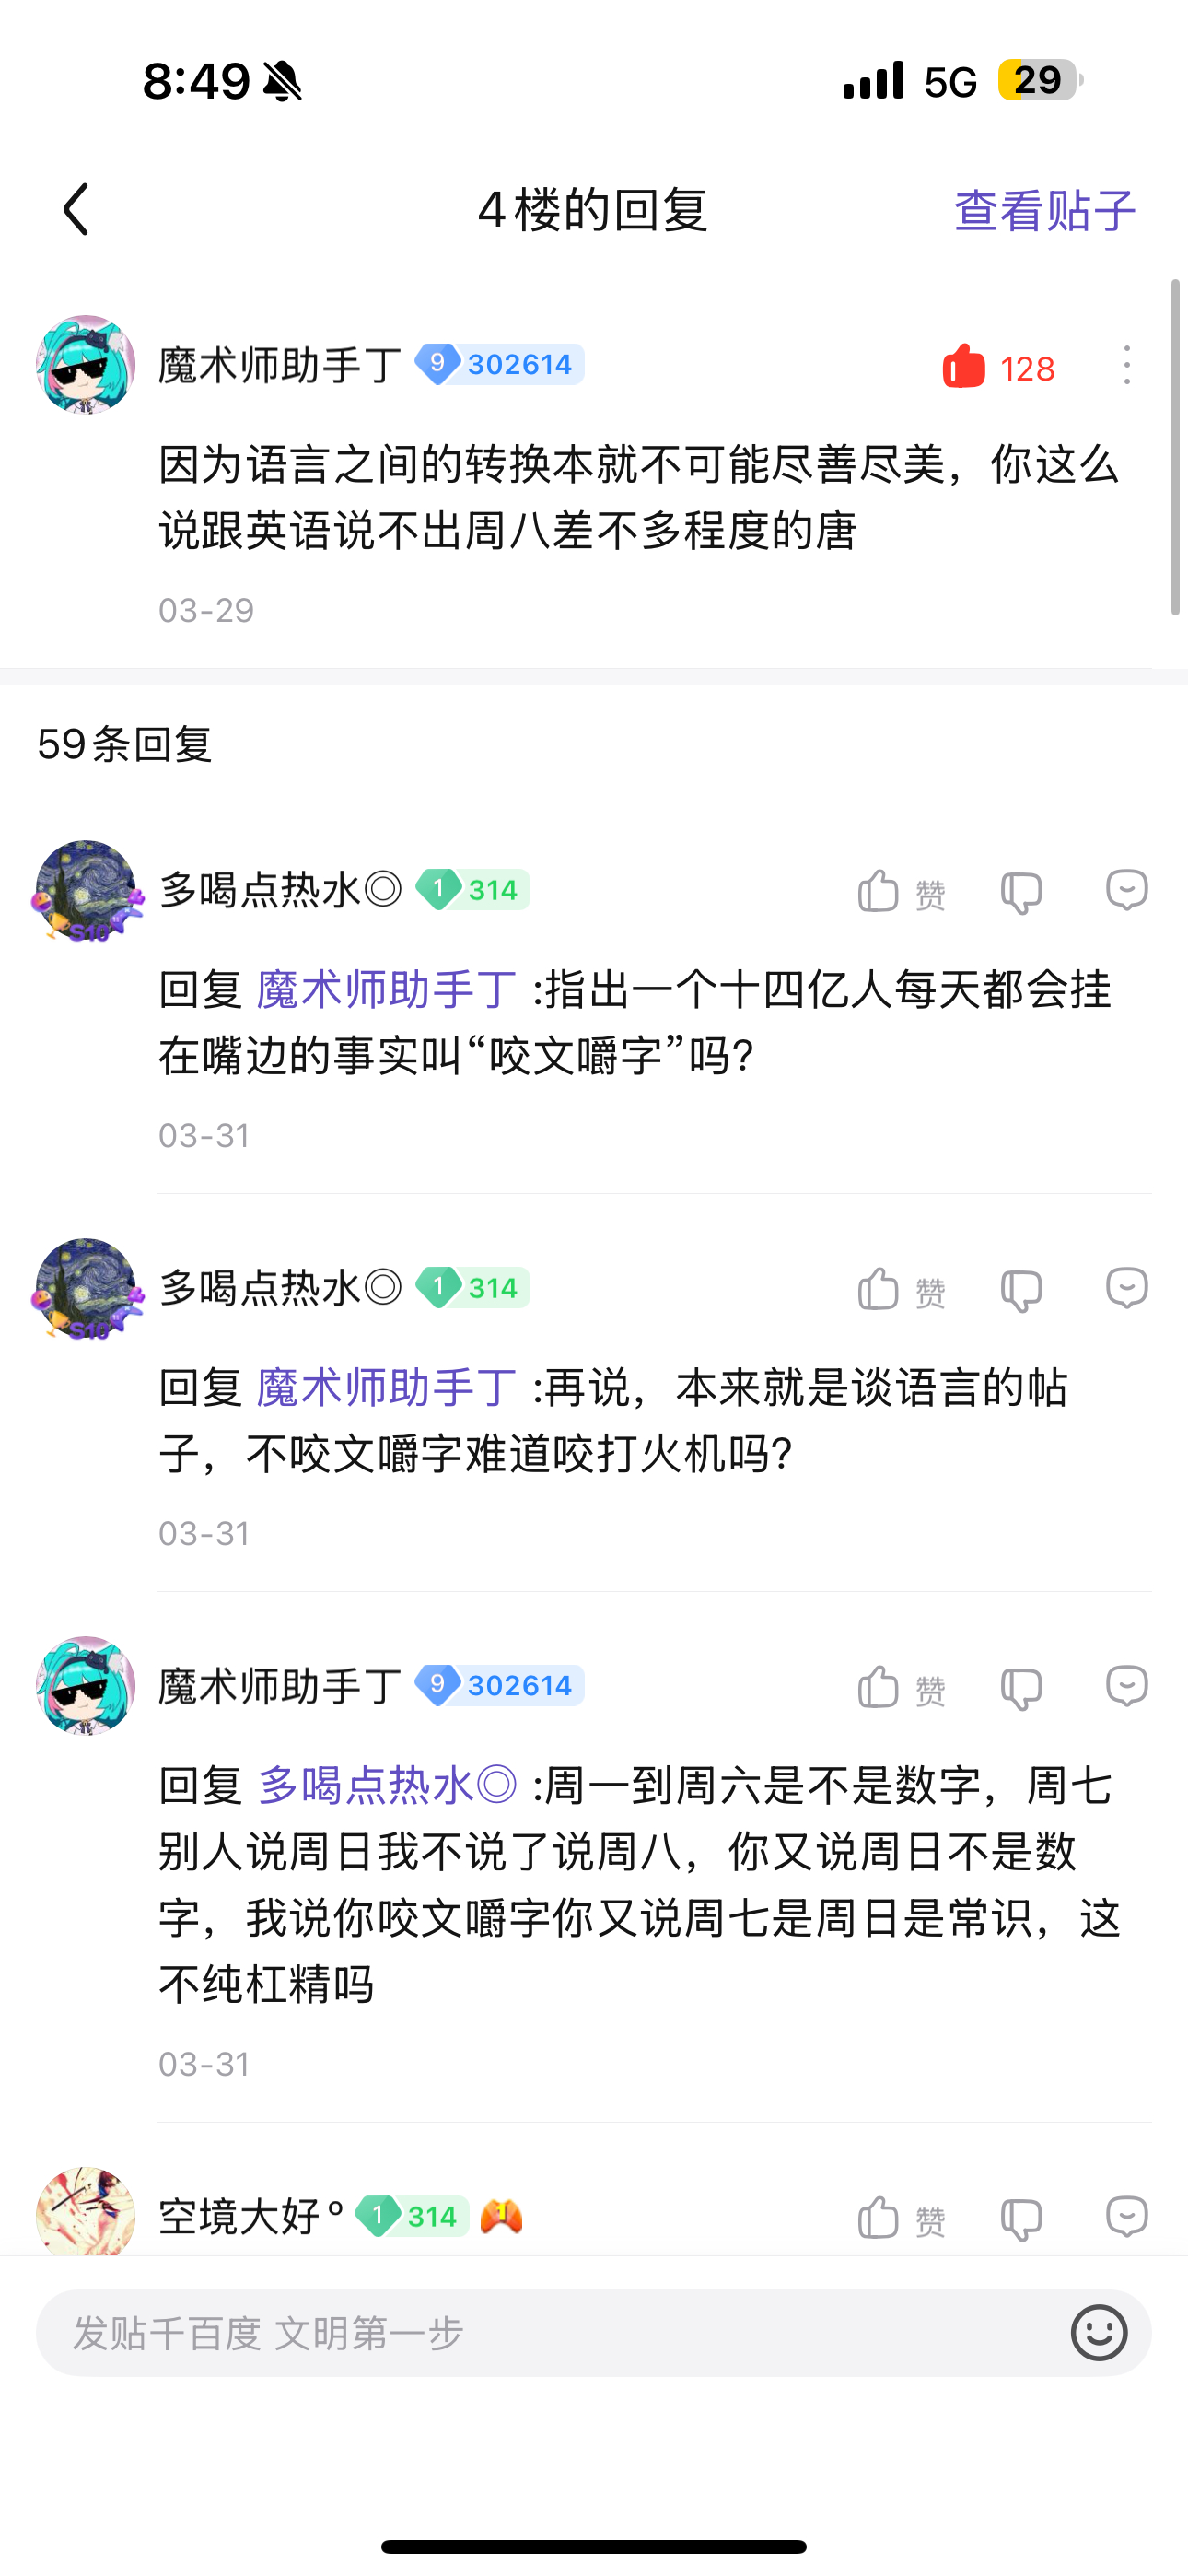 8:49 5G 29
4楼的回复 查看贴子
魔术师助手丁 9 302614 128
因为语言之间的转换本就不可能尽善尽美，你这么
说跟英语说不出周八差不多程度的唐
03-29
59条回复
多喝点热水◎ 1 314 赞
回复 魔术师助手丁 :指出一个十四亿人每天都会挂
在嘴边的事实叫“咬文嚼字”吗?
03-31
S10
多喝点热水◎ 1 314 赞
回复 魔术师助手丁 :再说，本来就是谈语言的帖
子，不咬文嚼字难道咬打火机吗?
03-31
S10
魔术师助手丁 9 302614 赞
回复 多喝点热水◎ :周一到周六是不是数字，周七
别人说周日我不说了说周八，你又说周日不是数
字，我说你咬文嚼字你又说周七是周日是常识，这
不纯杠精吗
03-31
空境大好° 1 314 1 赞
发贴千百度 文明第一步